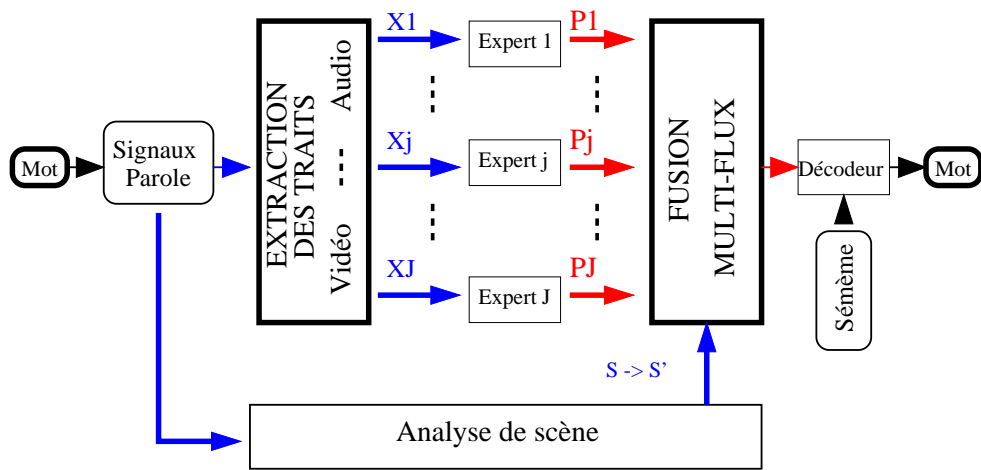 Mot
Signaux
Parole
EXTRACTION
DES TRAITS
Vidéo
Audio
X1
Expert 1
P1
Xj
Expert j
Pj
XJ
Expert J
PJ
FUSION
MULTI-FLUX
Décodeur
Mot
Sémème
S -> S'
Analyse de scène